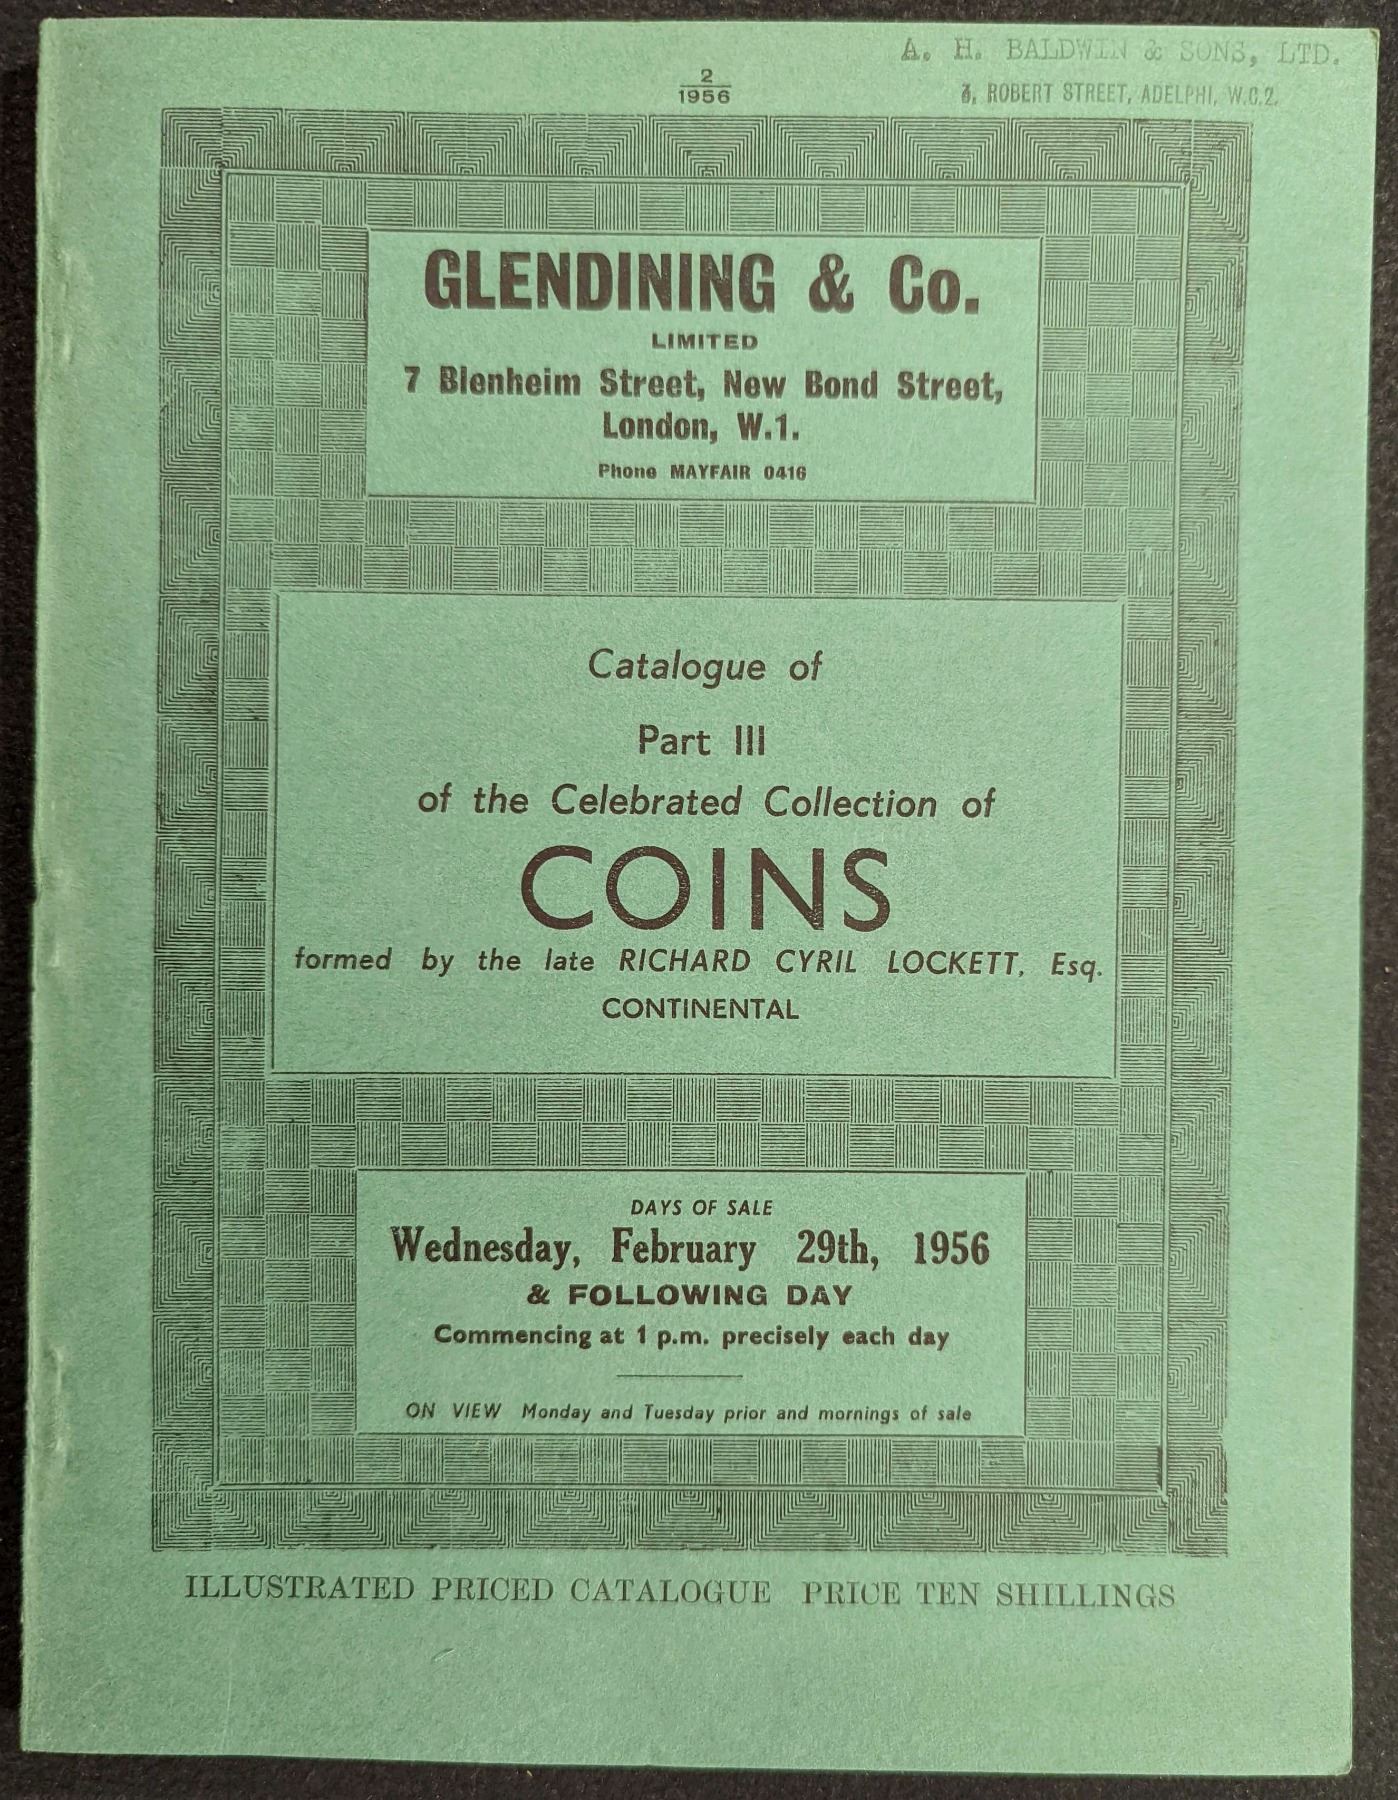 A. H. BALDWIN & SONS, LTD.
3, ROBERT STREET, ADELPHI, W.C.2.
2
1956
GLENDINING & Co.
LIMITED
7 Blenheim Street, New Bond Street,
London, W.1.
Phone MAYFAIR 0416
Catalogue of
Part III
of the Celebrated Collection of
COINS
formed by the late RICHARD CYRIL LOCKETT, Esq.
CONTINENTAL
DAYS OF SALE
Wednesday, February 29th, 1956
& FOLLOWING DAY
Commencing at 1 p.m. precisely each day
ON VIEW Monday and Tuesday prior and mornings of sale
ILLUSTRATED PRICED CATALOGUE PRICE TEN SHILLINGS